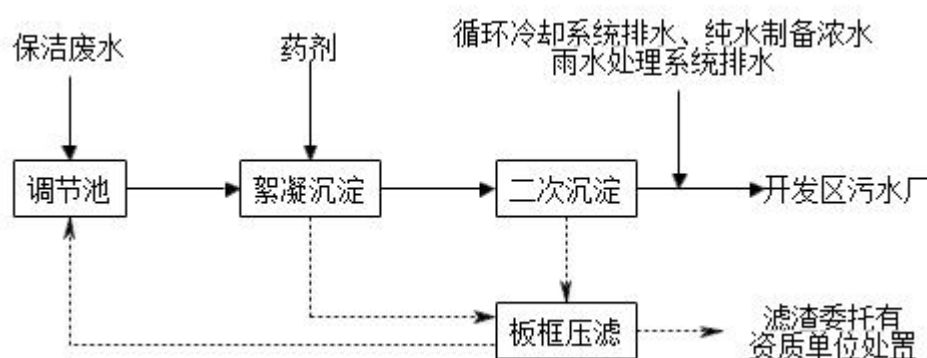 循环冷却系统排水、纯水制备浓水
雨水处理系统排水
保洁废水
药剂
调节池
絮凝沉淀
二次沉淀
开发区污水厂
板框压滤
滤渣委托有
资质单位处置